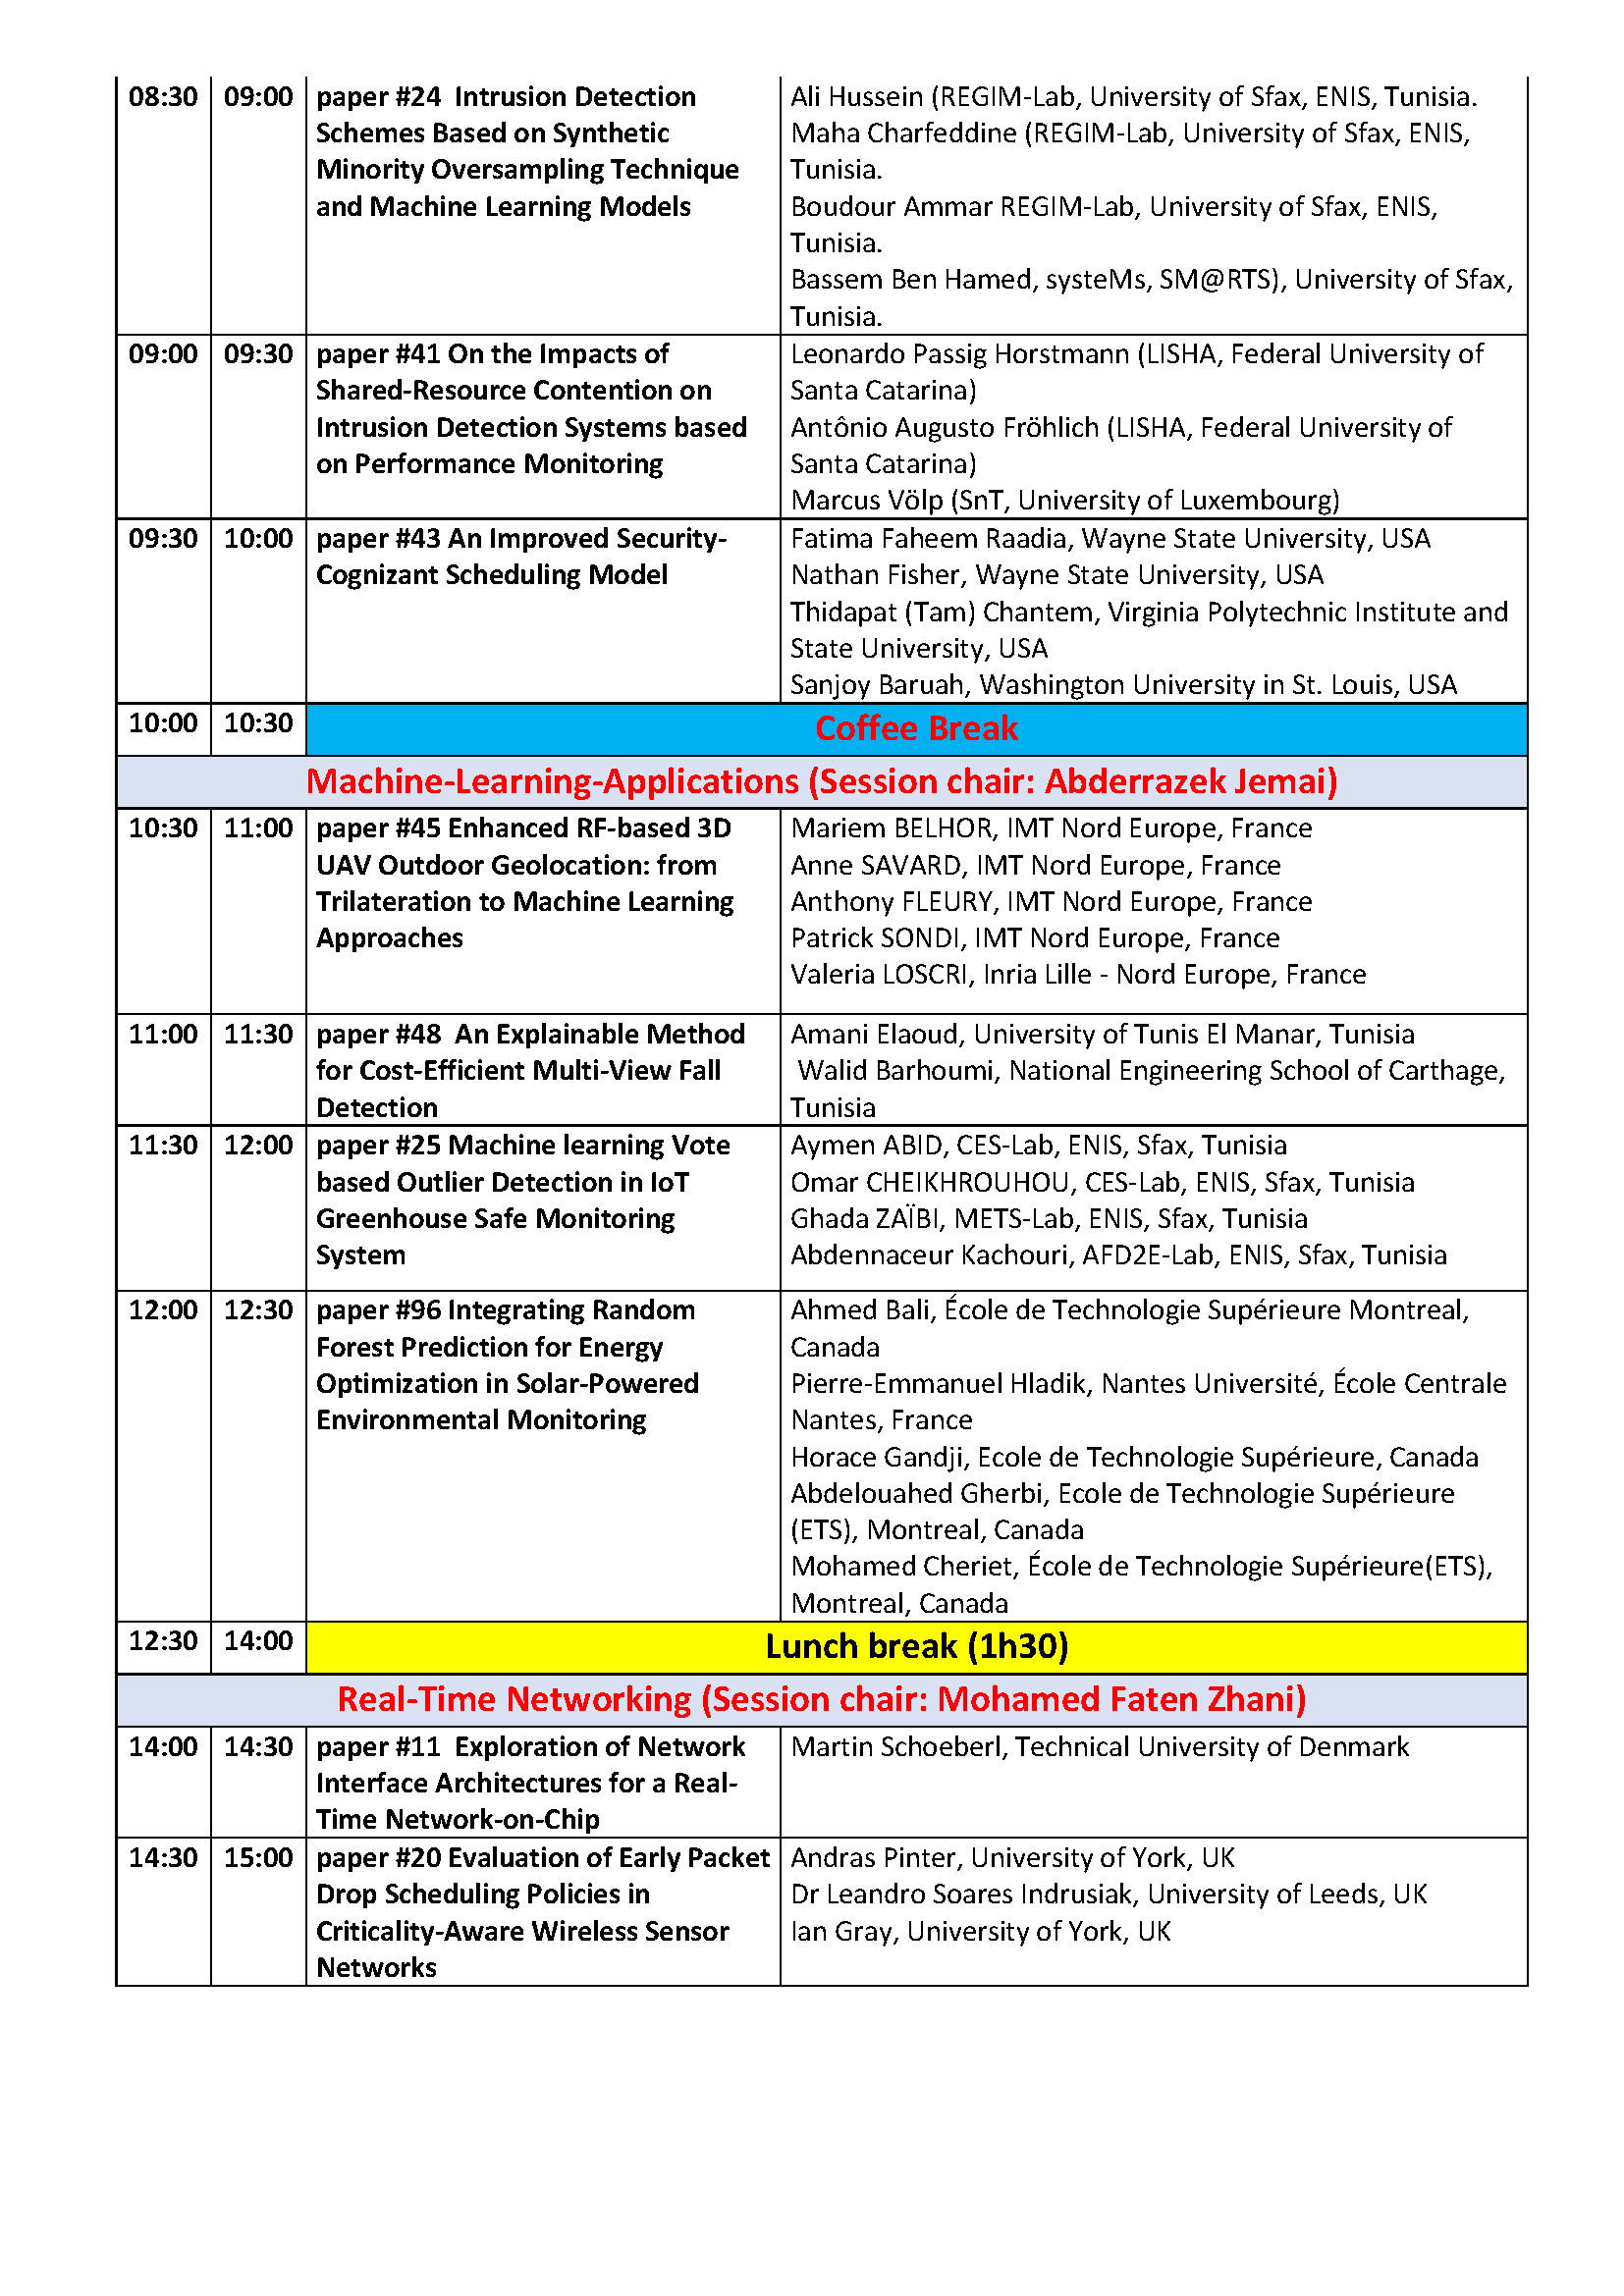 08:30 09:00 paper #24  Intrusion Detection Schemes Based on Synthetic Minority Oversampling Technique and Machine Learning Models
Ali Hussein (REGIM-Lab, University of Sfax, ENIS, Tunisia.
Maha Charfeddine (REGIM-Lab, University of Sfax, ENIS,
Tunisia.
Boudour Ammar REGIM-Lab, University of Sfax, ENIS,
Tunisia.
Bassem Ben Hamed, systeMs, SM@RTS), University of Sfax,
Tunisia.
09:00 09:30 paper #41 On the Impacts of
Shared-Resource Contention on
Intrusion Detection Systems based
on Performance Monitoring
Leonardo Passig Horstmann (LISHA, Federal University of
Santa Catarina)
Antônio Augusto Fröhlich (LISHA, Federal University of
Santa Catarina)
Marcus Völp (SnT, University of Luxembourg)
09:30 10:00 paper #43 An Improved Security-
Cognizant Scheduling Model
Fatima Faheem Raadia, Wayne State University, USA
Nathan Fisher, Wayne State University, USA
Thidapat (Tam) Chantem, Virginia Polytechnic Institute and
State University, USA
Sanjoy Baruah, Washington University in St. Louis, USA
10:00 10:30 Coffee Break
Machine-Learning-Applications (Session chair: Abderrazek Jemai)
10:30 11:00 paper #45 Enhanced RF-based 3D
UAV Outdoor Geolocation: from
Trilateration to Machine Learning
Approaches
Mariem BELHOR, IMT Nord Europe, France
Anne SAVARD, IMT Nord Europe, France
Anthony FLEURY, IMT Nord Europe, France
Patrick SONDI, IMT Nord Europe, France
Valeria LOSCRI, Inria Lille - Nord Europe, France
11:00 11:30 paper #48  An Explainable Method
for Cost-Efficient Multi-View Fall
Detection
Amani Elaoud, University of Tunis El Manar, Tunisia
Walid Barhoumi, National Engineering School of Carthage,
Tunisia
11:30 12:00 paper #25 Machine learning Vote
based Outlier Detection in IoT
Greenhouse Safe Monitoring
System
Aymen ABID, CES-Lab, ENIS, Sfax, Tunisia
Omar CHEIKHROUHOU, CES-Lab, ENIS, Sfax, Tunisia
Ghada ZAÏBI, METS-Lab, ENIS, Sfax, Tunisia
Abdennaceur Kachouri, AFD2E-Lab, ENIS, Sfax, Tunisia
12:00 12:30 paper #96 Integrating Random
Forest Prediction for Energy
Optimization in Solar-Powered
Environmental Monitoring
Ahmed Bali, École de Technologie Supérieure Montreal,
Canada
Pierre-Emmanuel Hladik, Nantes Université, École Centrale
Nantes, France
Horace Gandji, Ecole de Technologie Supérieure, Canada
Abdelouahed Gherbi, Ecole de Technologie Supérieure
(ETS), Montreal, Canada
Mohamed Cheriet, École de Technologie Supérieure(ETS),
Montreal, Canada
12:30 14:00 Lunch break (1h30)
Real-Time Networking (Session chair: Mohamed Faten Zhani)
14:00 14:30 paper #11  Exploration of Network
Interface Architectures for a Real-
Time Network-on-Chip
Martin Schoeberl, Technical University of Denmark
14:30 15:00 paper #20 Evaluation of Early Packet
Drop Scheduling Policies in
Criticality-Aware Wireless Sensor
Networks
Andras Pinter, University of York, UK
Dr Leandro Soares Indrusiak, University of Leeds, UK
Ian Gray, University of York, UK